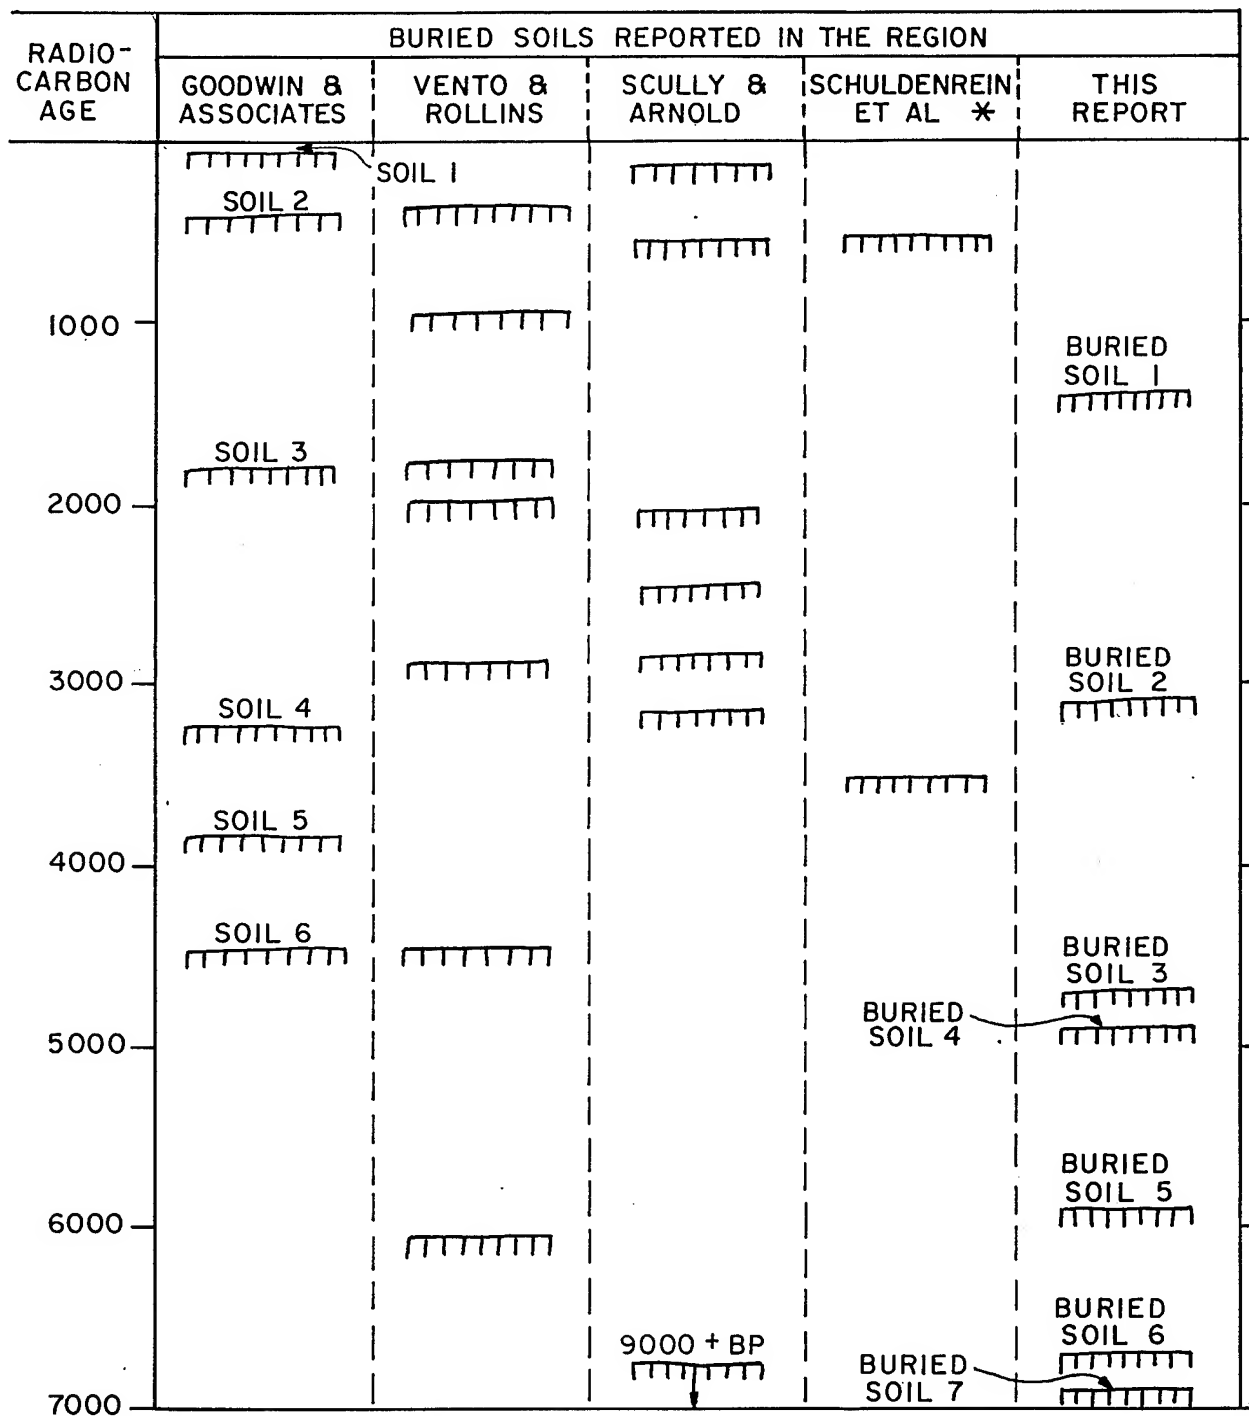 RADIO-
CARBON
AGE
BURIED SOILS REPORTED IN THE REGION
GOODWIN &
ASSOCIATES
VENTO &
ROLLINS
SCULLY &
ARNOLD
SCHULDENREIN
ET AL *
THIS
REPORT
SOIL 1
SOIL 2
1000
BURIED
SOIL 1
SOIL 3
2000
3000
BURIED
SOIL 2
SOIL 4
SOIL 5
4000
SOIL 6
BURIED
SOIL 3
BURIED
SOIL 4
5000
BURIED
SOIL 5
6000
BURIED
SOIL 6
9000 + BP
BURIED
SOIL 7
7000